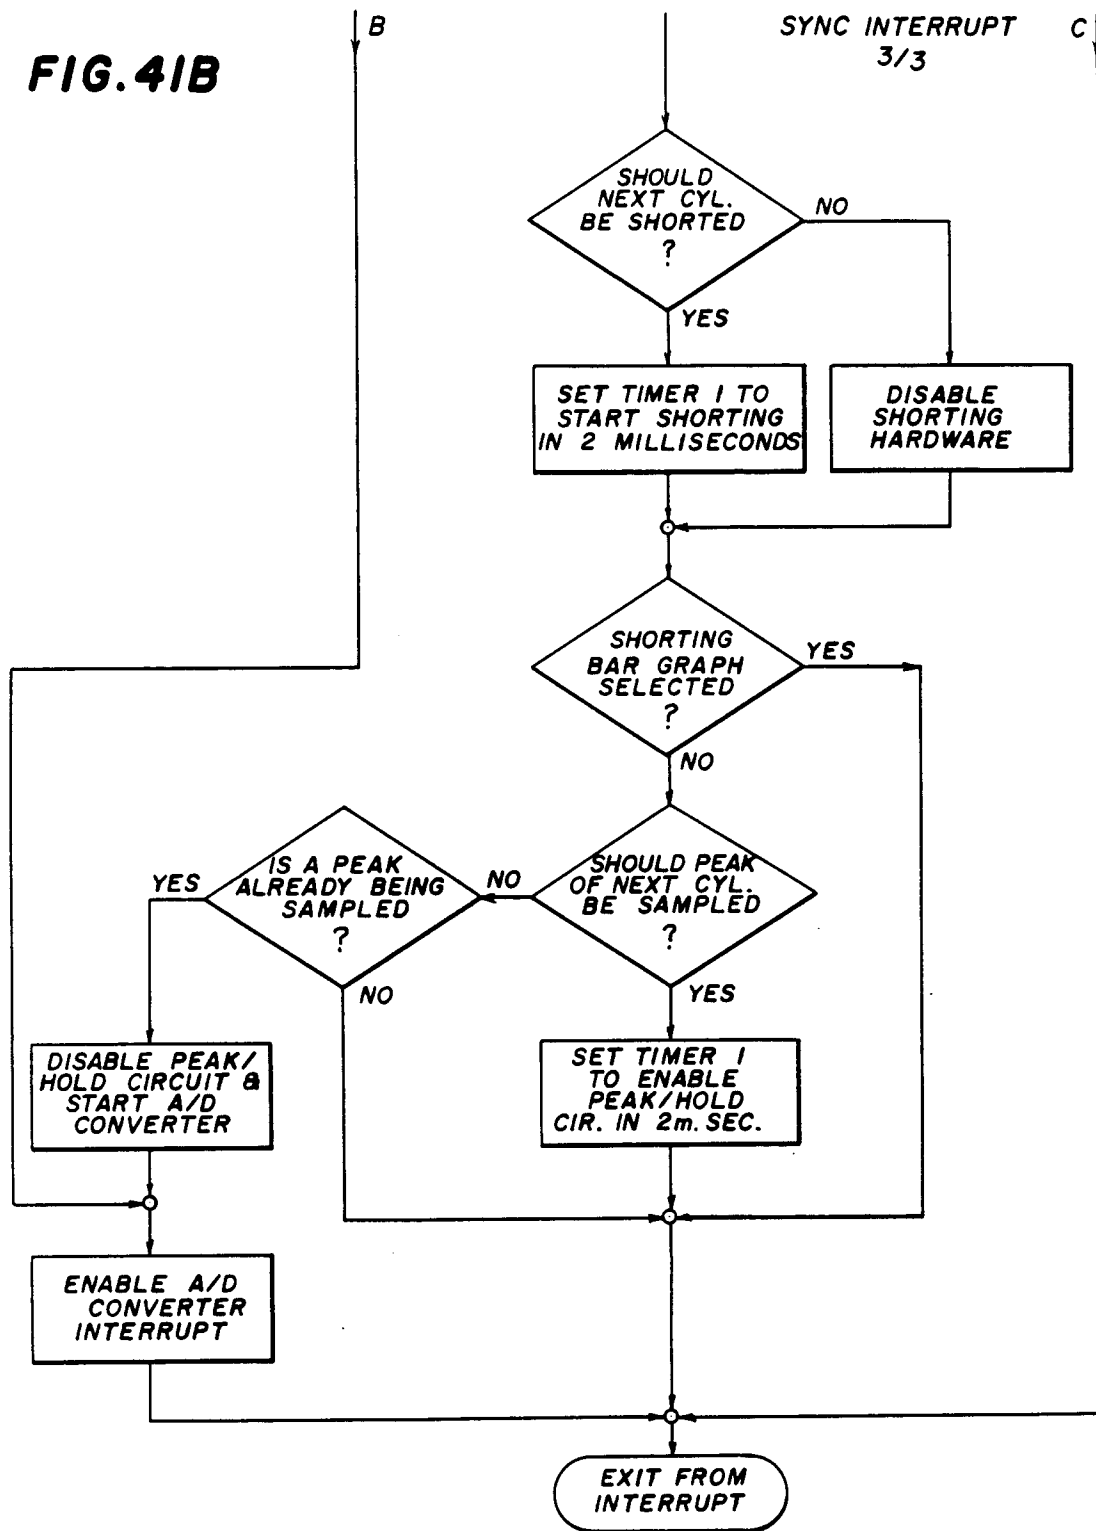 B
SYNC INTERRUPT
3/3
C
FIG.41B
SHOULD
NEXT CYL.
BE SHORTED
?
NO
YES
SET TIMER 1 TO
START SHORTING
IN 2 MILLISECONDS
DISABLE
SHORTING
HARDWARE
SHORTING
BAR GRAPH
SELECTED
?
YES
NO
IS A PEAK
ALREADY BEING
SAMPLED
?
YES
NO
SHOULD PEAK
OF NEXT CYL.
BE SAMPLED
?
NO
YES
DISABLE PEAK/
HOLD CIRCUIT &
START A/D
CONVERTER
SET TIMER 1
TO ENABLE
PEAK/HOLD
CIR. IN 2m. SEC.
ENABLE A/D
CONVERTER
INTERRUPT
EXIT FROM
INTERRUPT